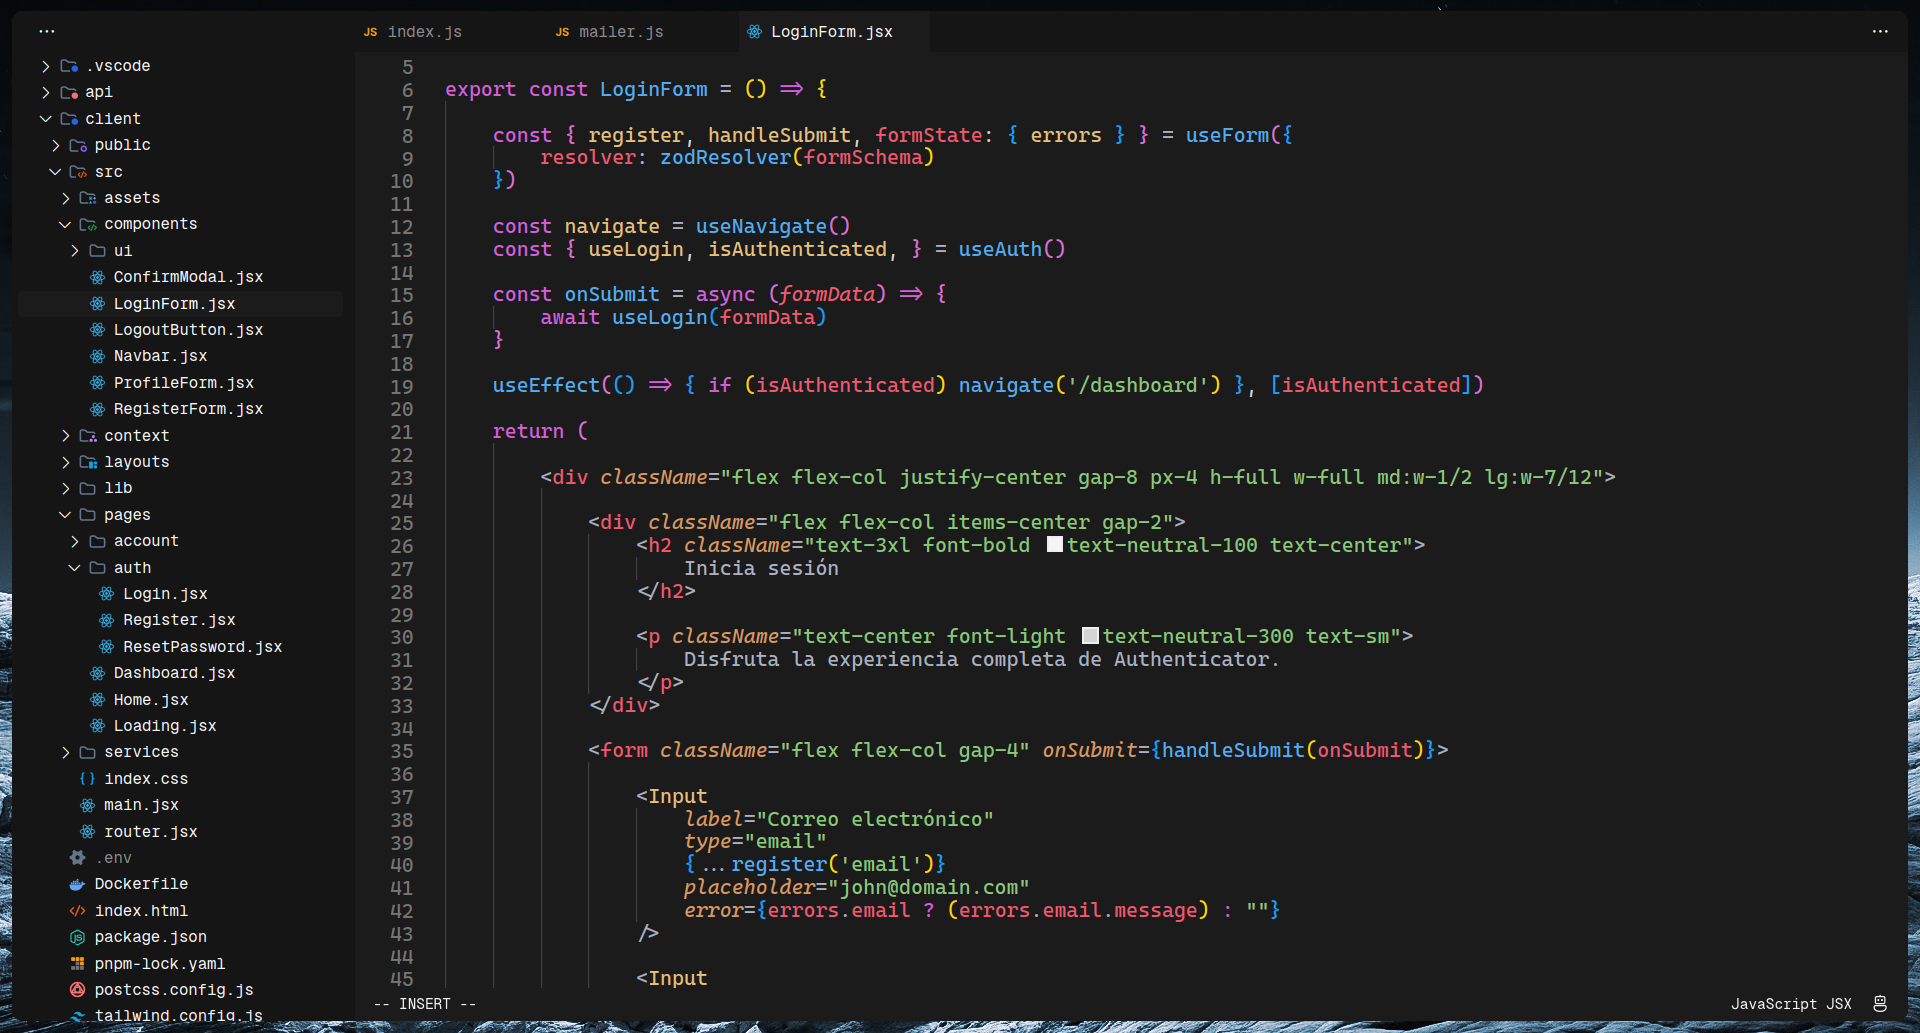 ...
JS index.js
JS mailer.js
LoginForm.jsx
...
.vscode
api
client
public
src
assets
components
ui
ConfirmModal.jsx
LoginForm.jsx
LogoutButton.jsx
Navbar.jsx
ProfileForm.jsx
RegisterForm.jsx
context
layouts
lib
pages
account
auth
Login.jsx
Register.jsx
ResetPassword.jsx
Dashboard.jsx
Home.jsx
Loading.jsx
services
{} index.css
main.jsx
router.jsx
.env
Dockerfile
</> index.html
JS package.json
pnpm-lock.yaml
postcss.config.js
tailwind.config.js
5
6 export const LoginForm = () => {
7
8 const { register, handleSubmit, formState: { errors } } = useForm({
9 resolver: zodResolver(formSchema)
10 })
11
12 const navigate = useNavigate()
13 const { useLogin, isAuthenticated, } = useAuth()
14
15 const onSubmit = async (formData) => {
16 await useLogin(formData)
17 }
18
19 useEffect(() => { if (isAuthenticated) navigate('/dashboard') }, [isAuthenticated])
20
21 return (
22
23 <div className="flex flex-col justify-center gap-8 px-4 h-full w-full md:w-1/2 lg:w-7/12">
24
25 <div className="flex flex-col items-center gap-2">
26 <h2 className="text-3xl font-bold text-neutral-100 text-center">
27 Inicia sesión
28 </h2>
29
30 <p className="text-center font-light text-neutral-300 text-sm">
31 Disfruta la experiencia completa de Authenticator.
32 </p>
33 </div>
34
35 <form className="flex flex-col gap-4" onSubmit={handleSubmit(onSubmit)}>
36
37 <Input
38 label="Correo electrónico"
39 type="email"
40 {...register('email')}
41 placeholder="john@domain.com"
42 error={errors.email ? (errors.email.message) : ""}
43 />
44
45 <Input
-- INSERT --
JavaScript JSX